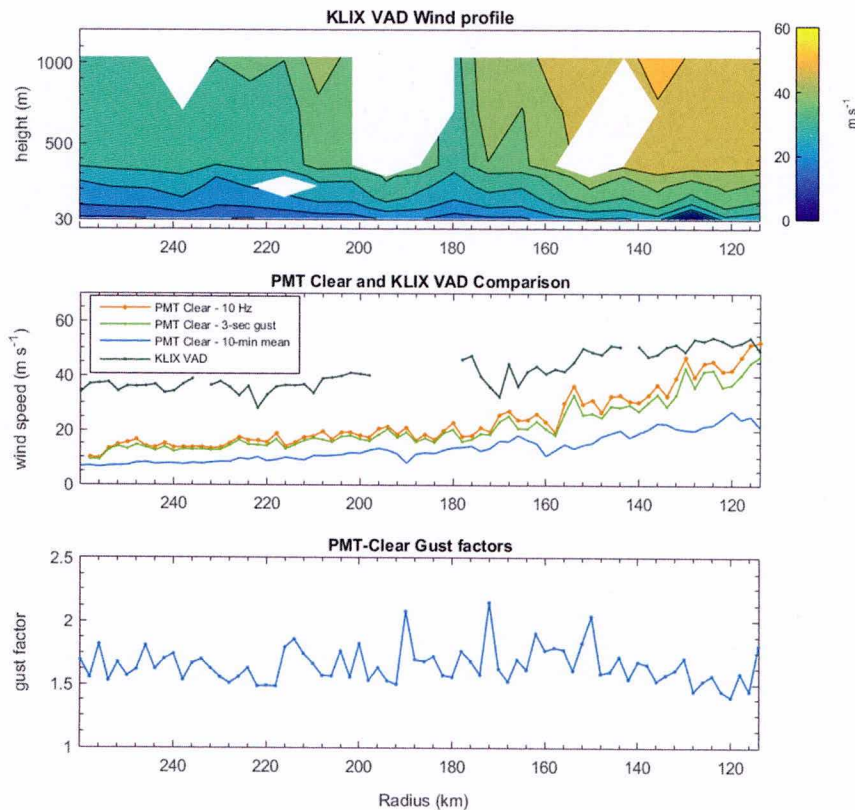 KLIX VAD Wind profile
1000
500
30
height (m)
240 220 200 180 160 140 120
60
40
20
0
m s⁻¹
PMT Clear and KLIX VAD Comparison
PMT Clear - 10 Hz
PMT Clear - 3-sec gust
PMT Clear - 10-min mean
KLIX VAD
60
40
20
0
wind speed (m s⁻¹)
240 220 200 180 160 140 120
PMT-Clear Gust factors
2.5
2
1.5
1
gust factor
240 220 200 180 160 140 120
Radius (km)